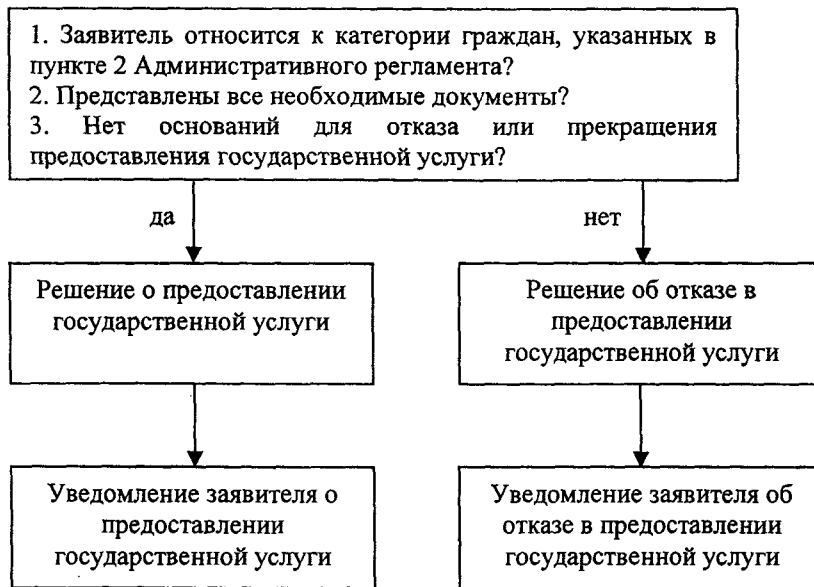 1. Заявитель относится к категории граждан, указанных в
пункте 2 Административного регламента?
2. Представлены все необходимые документы?
3. Нет оснований для отказа или прекращения
предоставления государственной услуги?
да
нет
Решение о предоставлении
государственной услуги
Решение об отказе в
предоставлении
государственной услуги
Уведомление заявителя о
предоставлении
государственной услуги
Уведомление заявителя об
отказе в предоставлении
государственной услуги